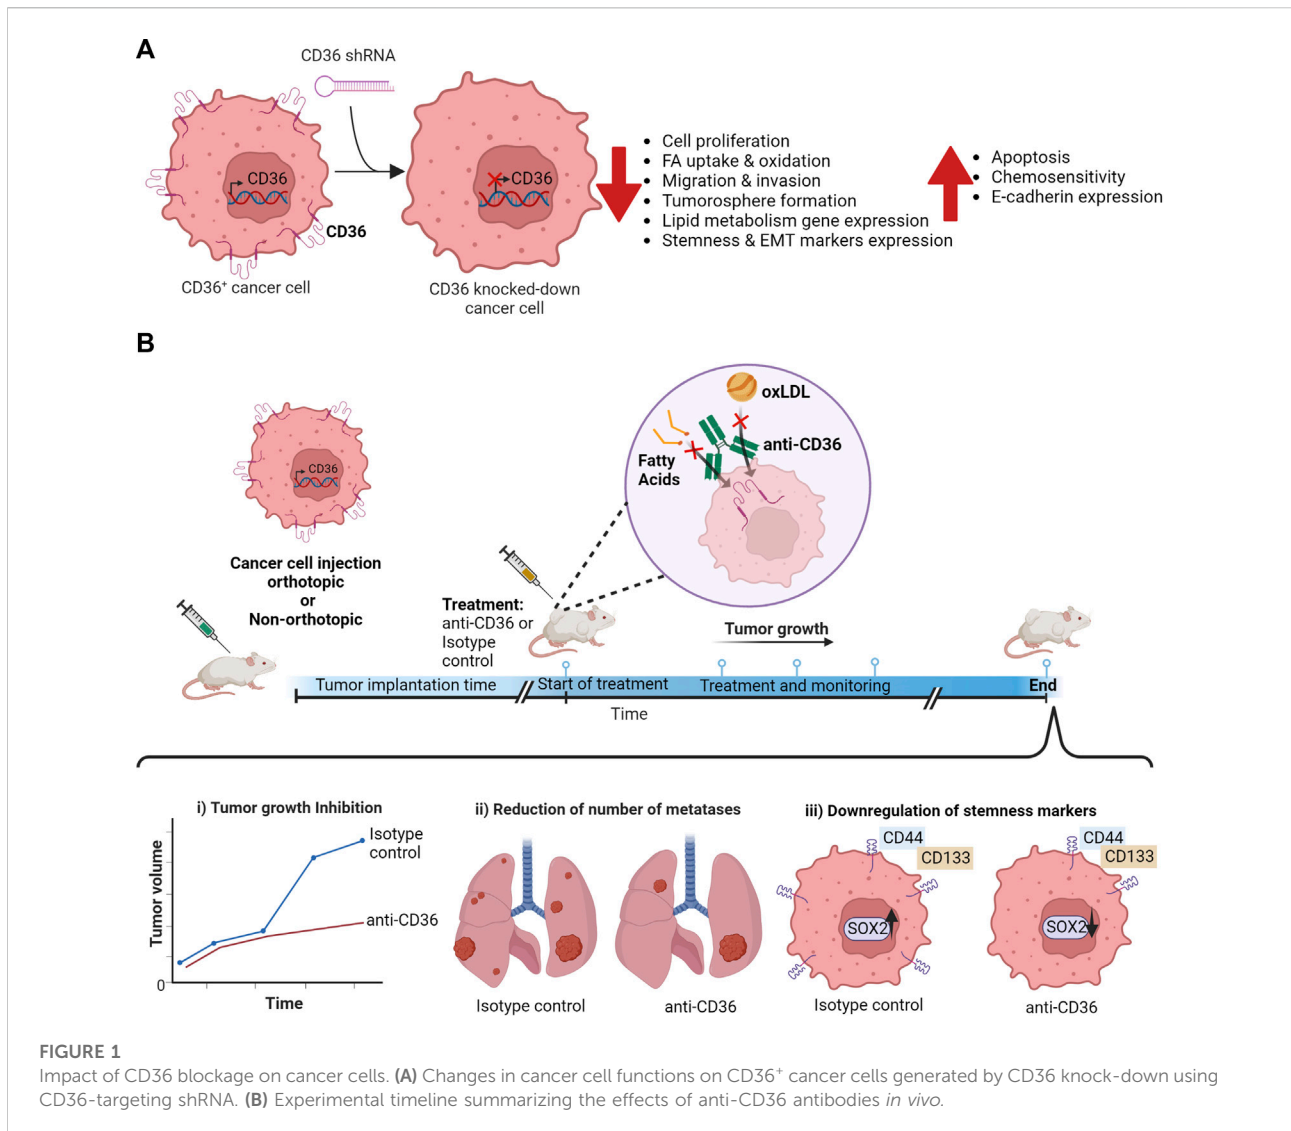 A
CD36 shRNA
CD36
CD36
CD36
CD36⁺ cancer cell
CD36 knocked-down
cancer cell
• Cell proliferation
• FA uptake & oxidation
• Migration & invasion
• Tumorosphere formation
• Lipid metabolism gene expression
• Stemness & EMT markers expression
• Apoptosis
• Chemosensitivity
• E-cadherin expression
B
CD36
Cancer cell injection
orthotopic
or
Non-orthotopic
oxLDL
anti-CD36
Fatty
Acids
Treatment:
anti-CD36 or
Isotype
control
Tumor growth
Tumor implantation time
Start of treatment
Treatment and monitoring
End
Time
i) Tumor growth Inhibition
Isotype
control
anti-CD36
Tumor volume
0
Time
ii) Reduction of number of metatases
Isotype control
anti-CD36
iii) Downregulation of stemness markers
CD44
CD133
SOX2
Isotype control
CD44
CD133
SOX2
anti-CD36
FIGURE 1
Impact of CD36 blockage on cancer cells. (A) Changes in cancer cell functions on CD36⁺ cancer cells generated by CD36 knock-down using
CD36-targeting shRNA. (B) Experimental timeline summarizing the effects of anti-CD36 antibodies in vivo.